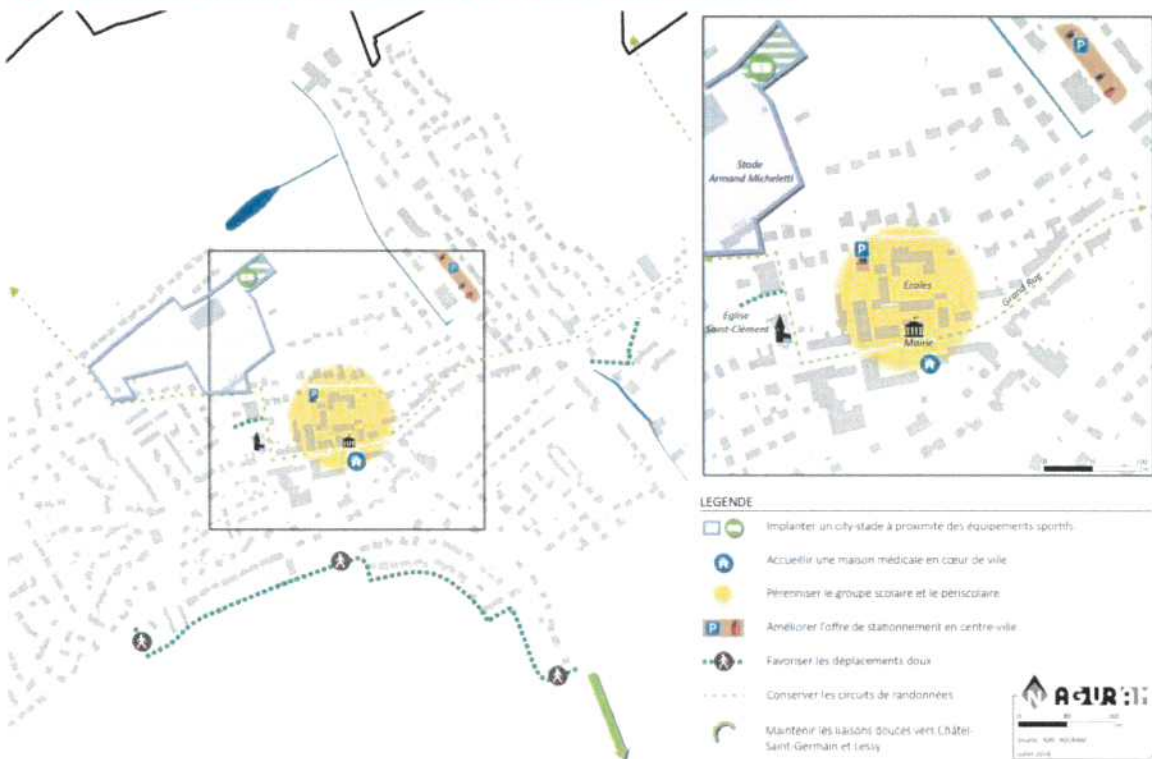 P
Stade
Armand Micheletti
P
Ecoles
Grand Rue
Eglise
Saint-Clément
Mairie
P
P
LEGENDE
Implanter un city-stade à proximité des équipements sportifs
Accueillir une maison médicale en cœur de ville
Pérenniser le groupe scolaire et le périscolaire
P
Améliorer l'offre de stationnement en centre-ville
Favoriser les déplacements doux
Conserver les circuits de randonnées
Maintenir les liaisons douces vers Châtel-
Saint-Germain et Lessy
N